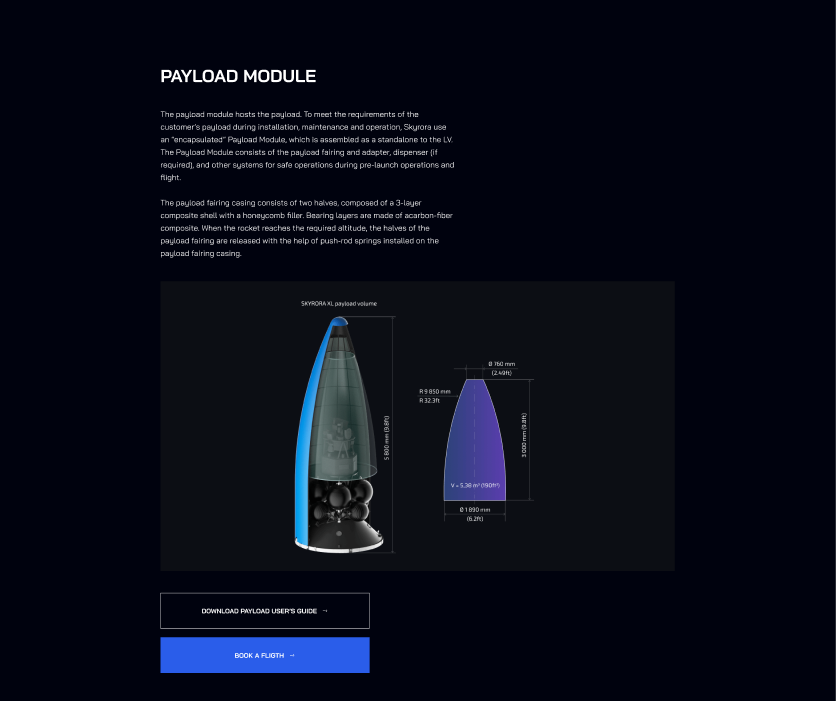 PAYLOAD MODULE
The payload module hosts the payload. To meet the requirements of the
customer's payload during installation, maintenance and operation, Skyrora use
an "encapsulated" Payload Module, which is assembled as a standalone to the LV.
The Payload Module consists of the payload fairing and adapter, dispenser (if
required), and other systems for safe operations during pre-launch operations and
flight.
The payload fairing casing consists of two halves, composed of a 3-layer
composite shell with a honeycomb filler. Bearing layers are made of acarbon-fiber
composite. When the rocket reaches the required altitude, the halves of the
payload fairing are released with the help of push-rod springs installed on the
payload fairing casing.
SKYRORA XL payload volume
5 800 mm (9.8ft)
Ø 760 mm
(2.49ft)
R 9 850 mm
R 32.3ft
3 000 mm (9.8ft)
V = 5,38 m³ (190ft³)
Ø 1 890 mm
(6.2ft)
DOWNLOAD PAYLOAD USER'S GUIDE →
BOOK A FLIGTH →